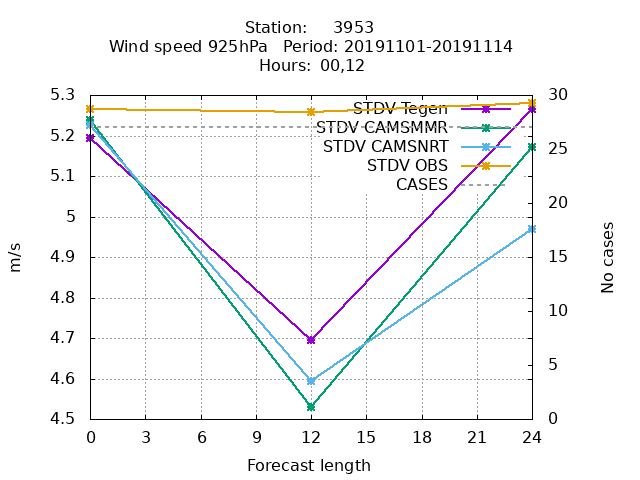 Station: 3953
Wind speed 925hPa Period: 20191101-20191114
Hours: 00,12
5.3
5.2
5.1
5
4.9
4.8
4.7
4.6
4.5
m/s
STDV Tegen
STDV CAMSMMR
STDV CAMSNRT
STDV OBS
CASES
30
25
20
15
10
5
0
No cases
0 3 6 9 12 15 18 21 24
Forecast length